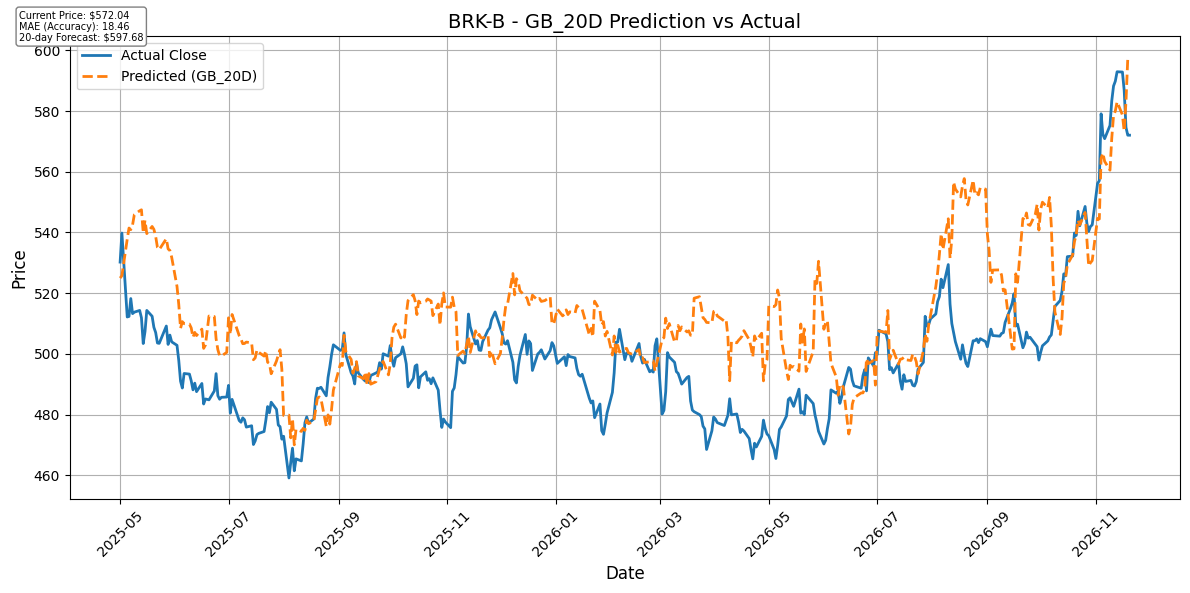 BRK-B - GB_20D Prediction vs Actual
Current Price: $572.04
MAE (Accuracy): 18.46
20-day Forecast: $597.68
Actual Close
Predicted (GB_20D)
Price
600
580
560
540
520
500
480
460
2025-05
2025-07
2025-09
2025-11
2026-01
2026-03
2026-05
2026-07
2026-09
2026-11
Date